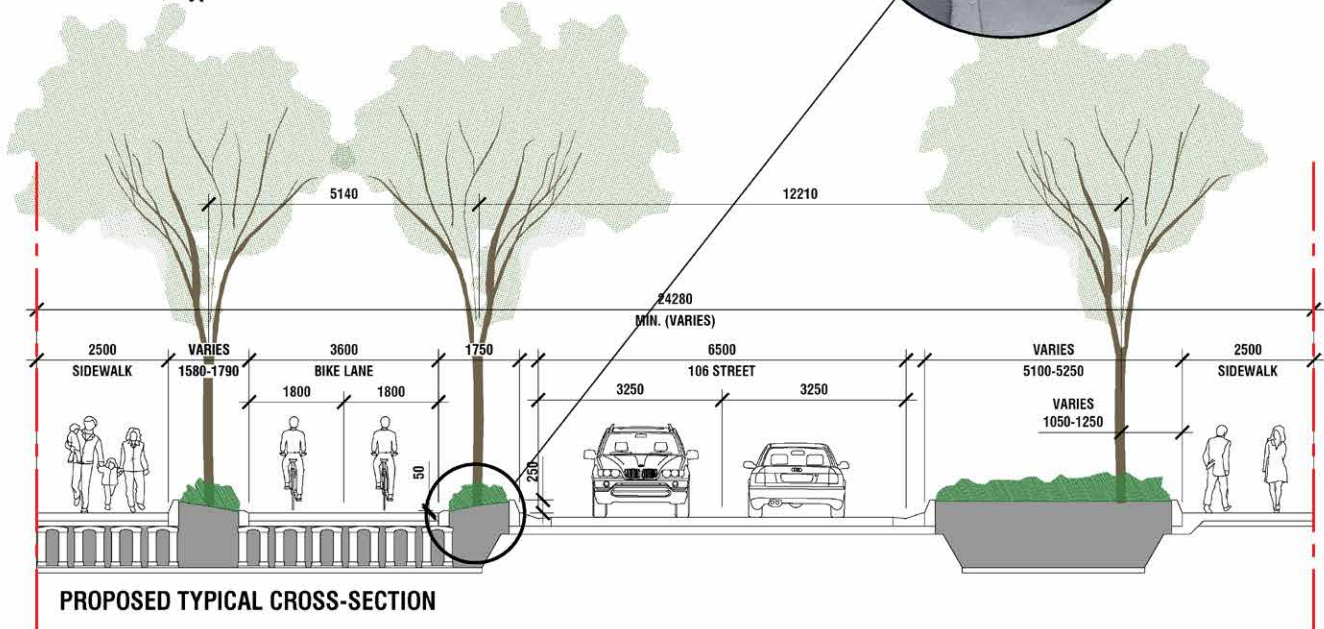 5140
12210
24280
MIN. (VARIES)
2500
SIDEWALK
VARIES
1580-1790
3600
BIKE LANE
1750
6500
106 STREET
VARIES
5100-5250
2500
SIDEWALK
1800
1800
3250
3250
VARIES
1050-1250
50
250
PROPOSED TYPICAL CROSS-SECTION